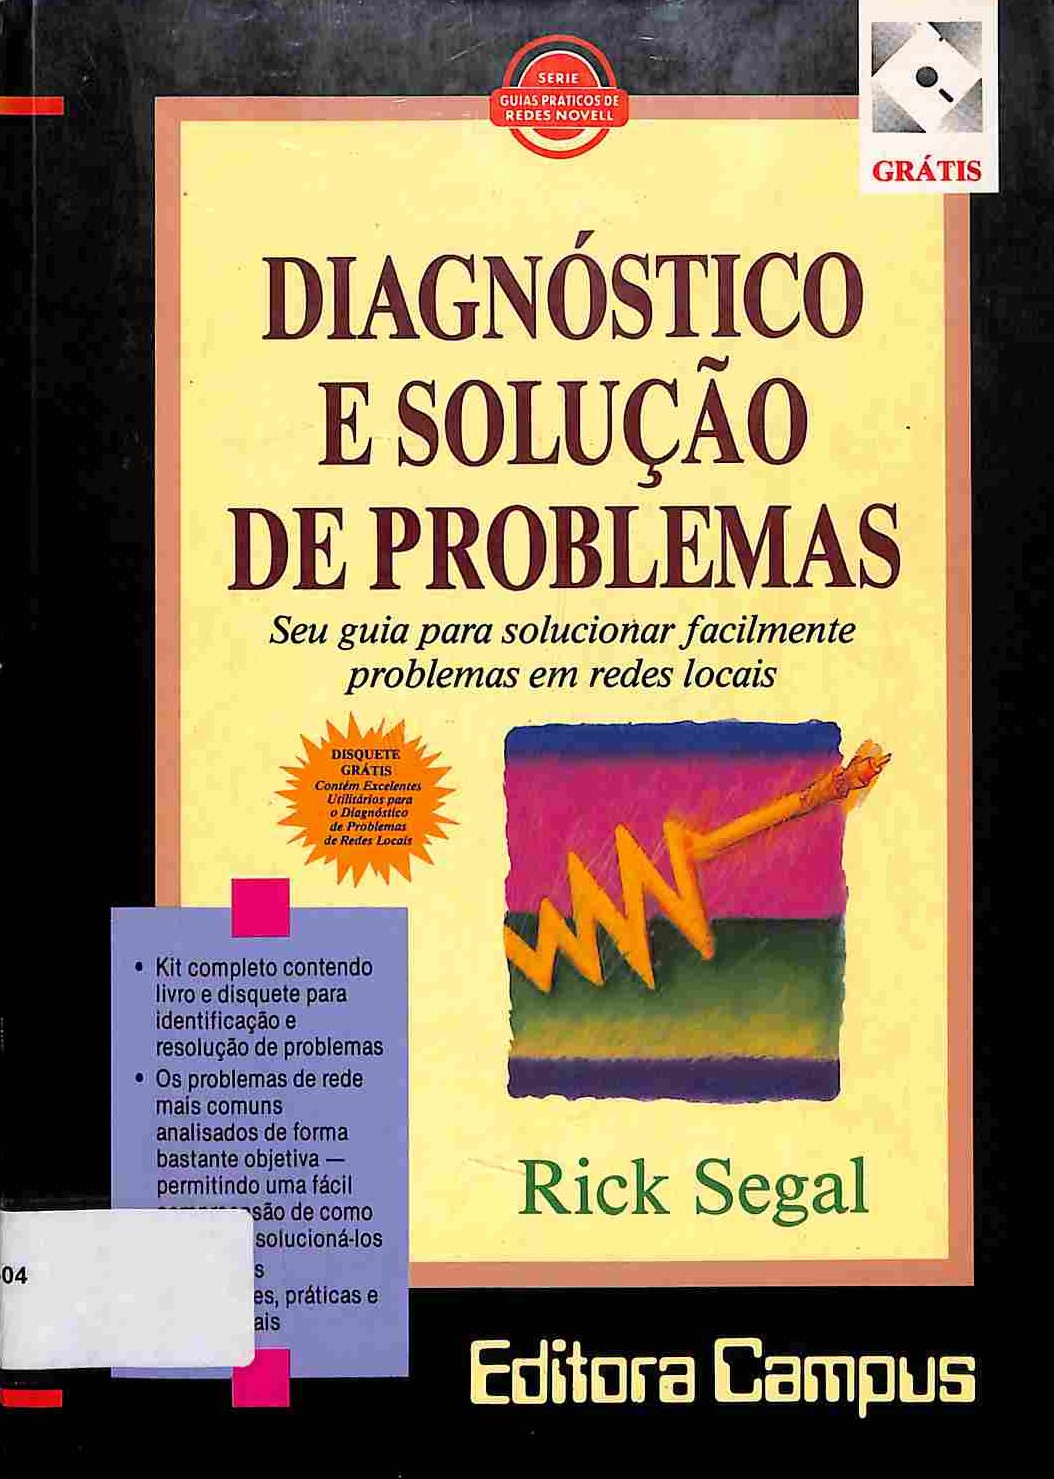 SERIE
GUIAS PRATICOS DE
REDES NOVELL
GRÁTIS
DIAGNÓSTICO
E SOLUÇÃO
DE PROBLEMAS
Seu guia para solucionar facilmente
problemas em redes locais
DISQUETE
GRÁTIS
Contém Excelentes
Utilitários para
o Diagnóstico
de Problemas
de Redes Locais
• Kit completo contendo
livro e disquete para
identificação e
resolução de problemas
• Os problemas de rede
mais comuns
analisados de forma
bastante objetiva —
permitindo uma fácil
são de como
solucioná-los
s
es, práticas e
ais
04
Rick Segal
Editora Campus